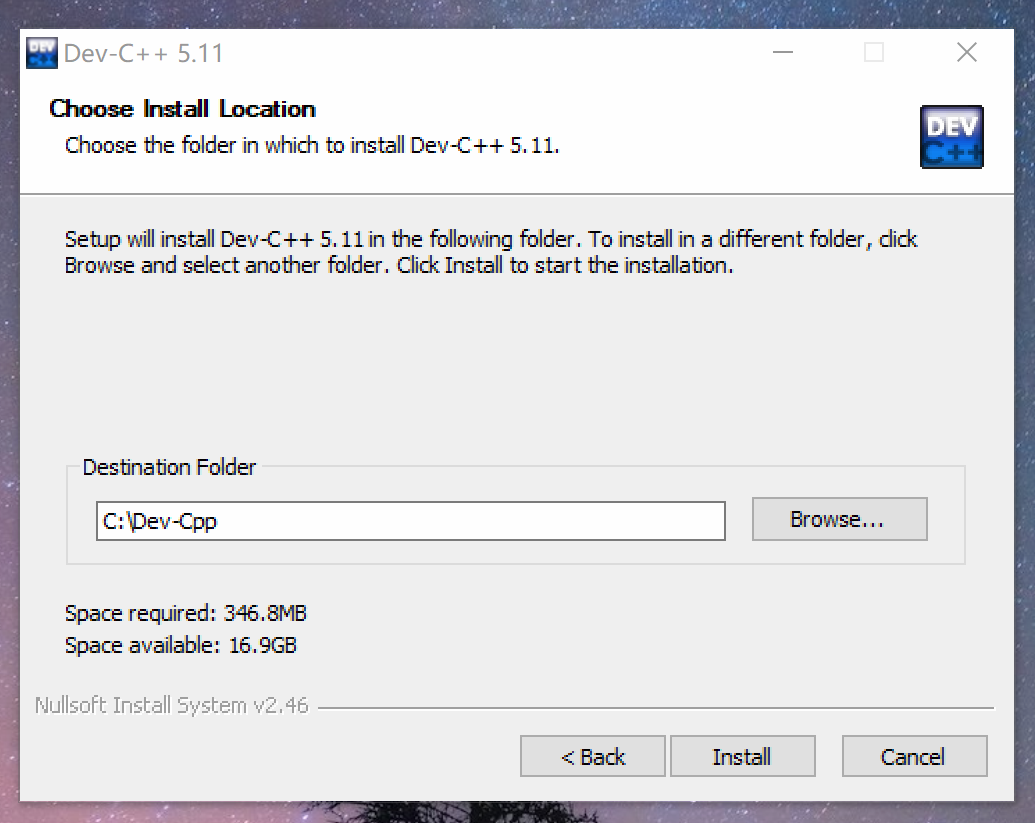 DEV
C++
Dev-C++ 5.11
Choose Install Location
Choose the folder in which to install Dev-C++ 5.11.
DEV
C++
Setup will install Dev-C++ 5.11 in the following folder. To install in a different folder, click
Browse and select another folder. Click Install to start the installation.
Destination Folder
C:\Dev-Cpp
Browse...
Space required: 346.8MB
Space available: 16.9GB
Nullsoft Install System v2.46
< Back
Install
Cancel